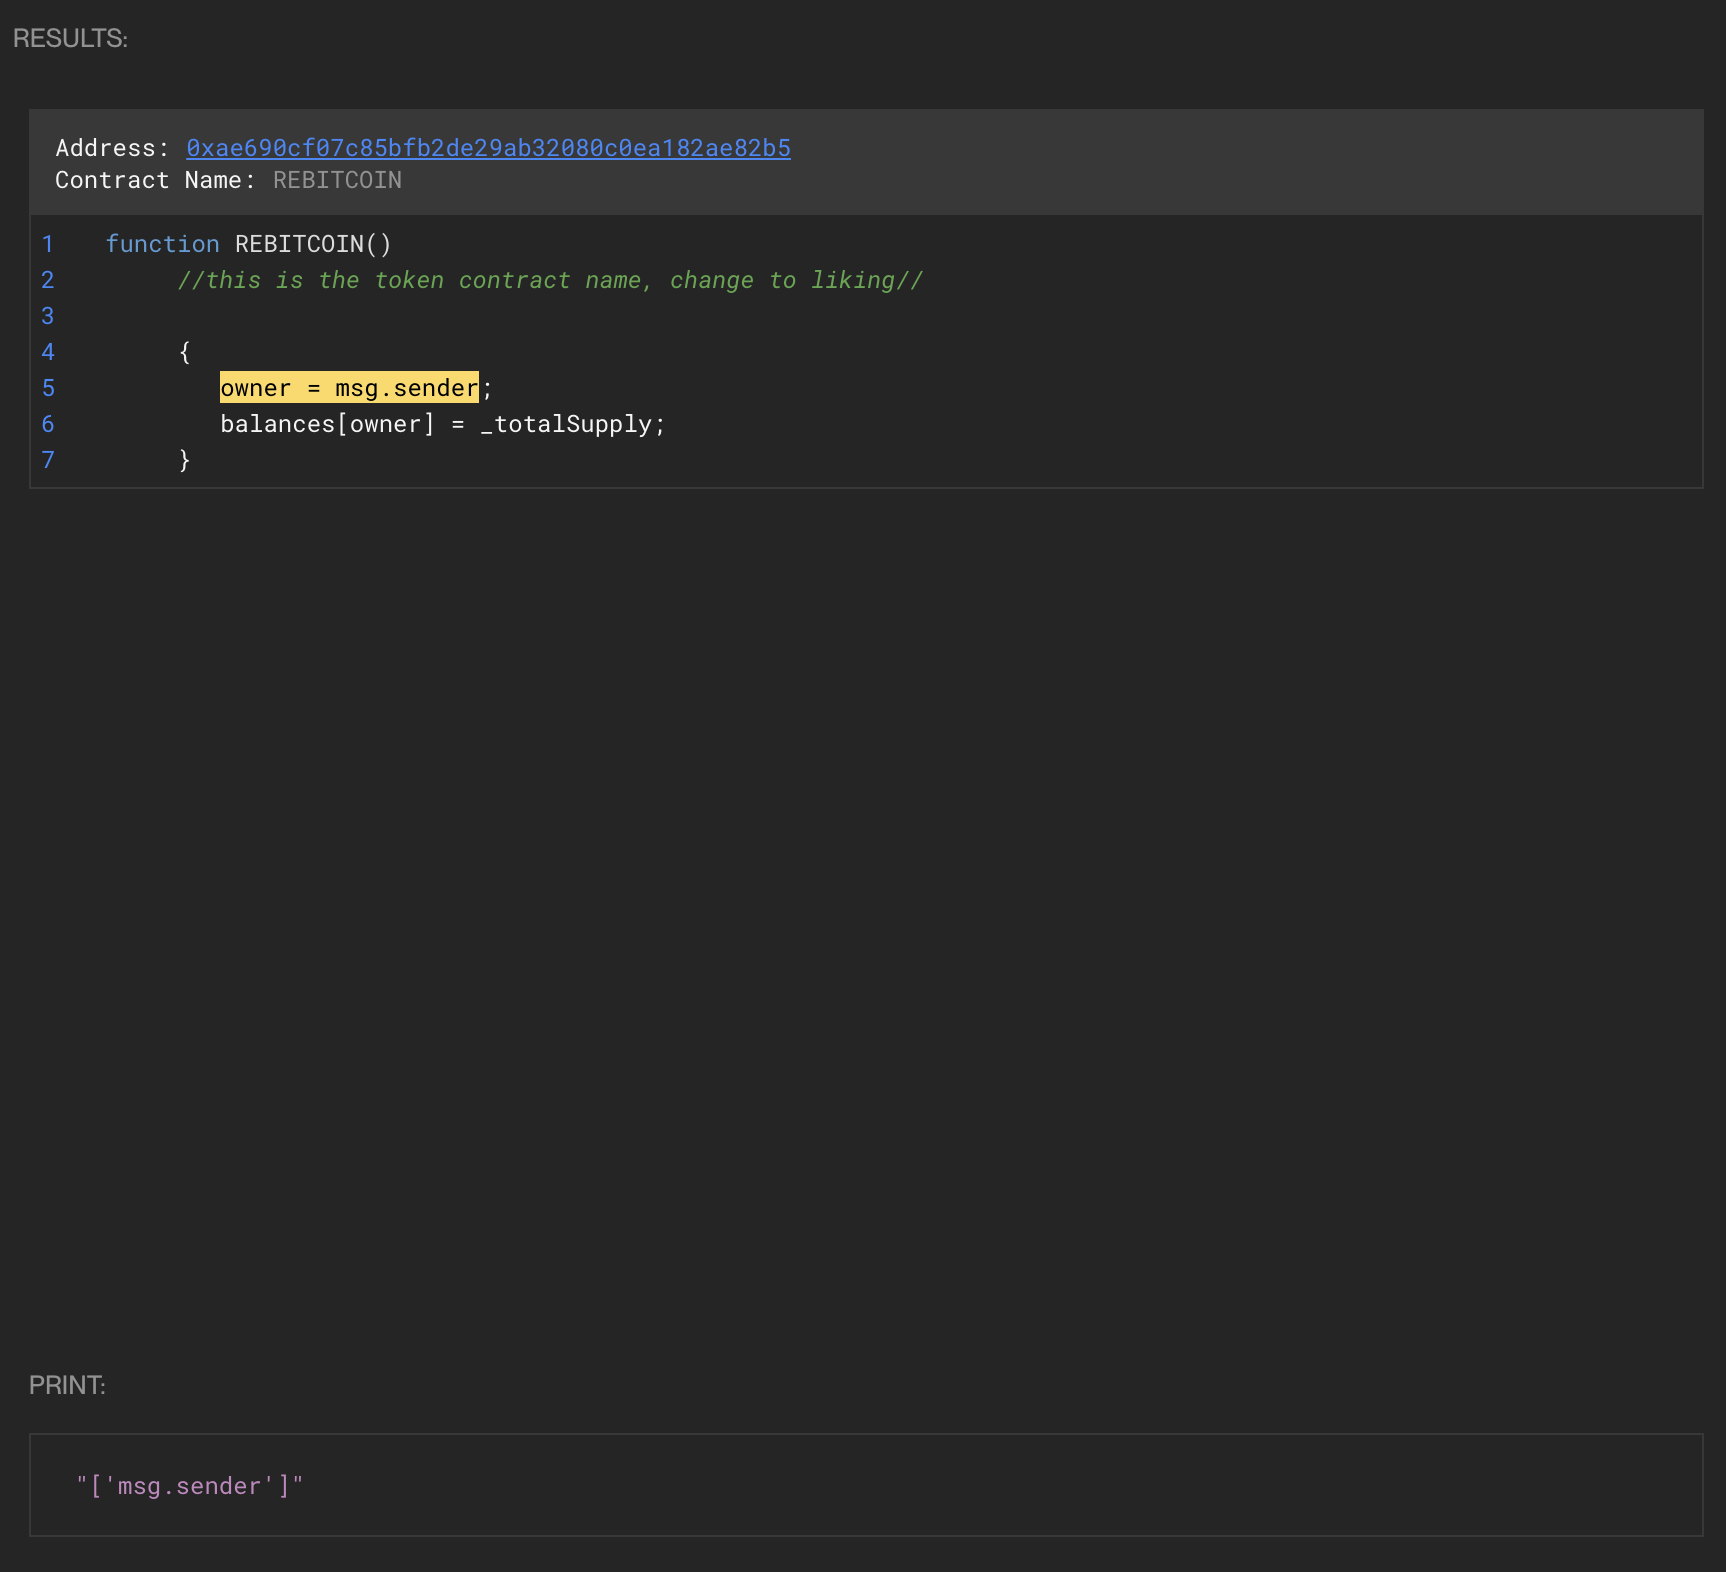 RESULTS:
Address: 0xae690cf07c85bfb2de29ab32080c0ea182ae82b5
Contract Name: REBITCOIN
1 function REBITCOIN()
2 //this is the token contract name, change to liking//
3
4 {
5 owner = msg.sender;
6 balances[owner] = _totalSupply;
7 }
PRINT:
"['msg.sender']"